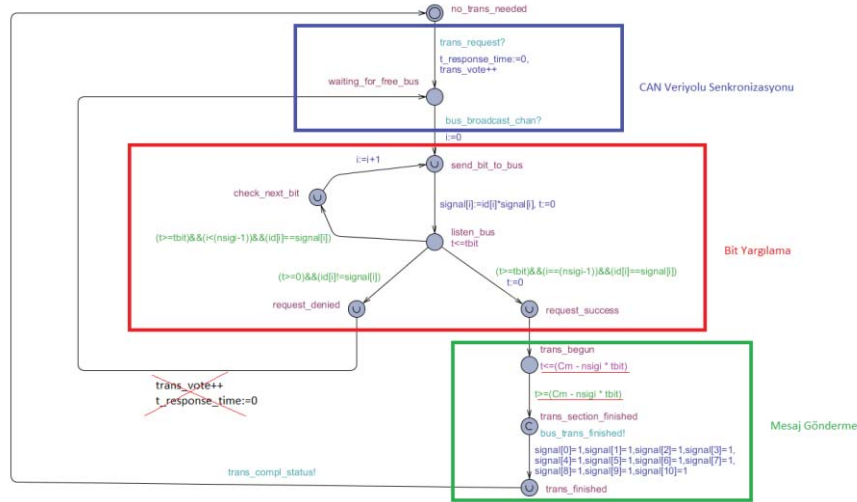 no_trans_needed
trans_request?
t_response_time:=0,
trans_vote++
waiting_for_free_bus
CAN Veriyolu Senkronizasyonu
bus_broadcast_chan?
i:=0
i:=i+1
send_bit_to_bus
check_next_bit
signal[i]:=id[i]*signal[i], t:=0
listen_bus
t<=tbit
(t>=tbit)&&(i<(nsigi-1))&&(id[i]==signal[i])
Bit Yargılama
(t>=0)&&(id[i]!=signal[i])
(t>=tbit)&&(i==(nsigi-1))&&(id[i]==signal[i])
t:=0
request_denied
request_success
trans_begun
t<=(Cm - nsigi * tbit)
trans_vote++
t_response_time:=0
t>=(Cm - nsigi * tbit)
trans_section_finished
C
bus_trans_finished!
Mesaj Gönderme
signal[0]=1,signal[1]=1,signal[2]=1,signal[3]=1,
signal[4]=1,signal[5]=1,signal[6]=1,signal[7]=1,
signal[8]=1,signal[9]=1,signal[10]=1
trans_compl_status!
trans_finished